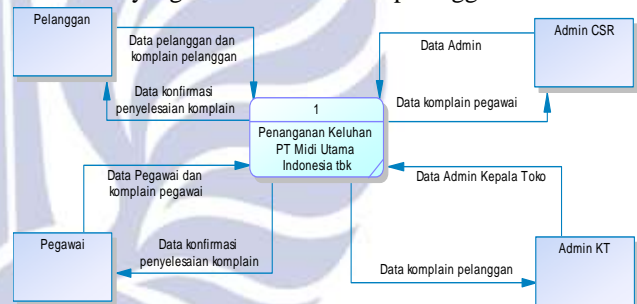 Pelanggan
Data pelanggan dan
komplain pelanggan
Data konfirmasi
penyelesaian komplain
Data Admin
Admin CSR
Data komplain pegawai
1
Penanganan Keluhan
PT Midi Utama
Indonesia tbk
Data Pegawai dan
komplain pegawai
Data Admin Kepala Toko
Pegawai
Data konfirmasi
penyelesaian komplain
Data komplain pelanggan
Admin KT